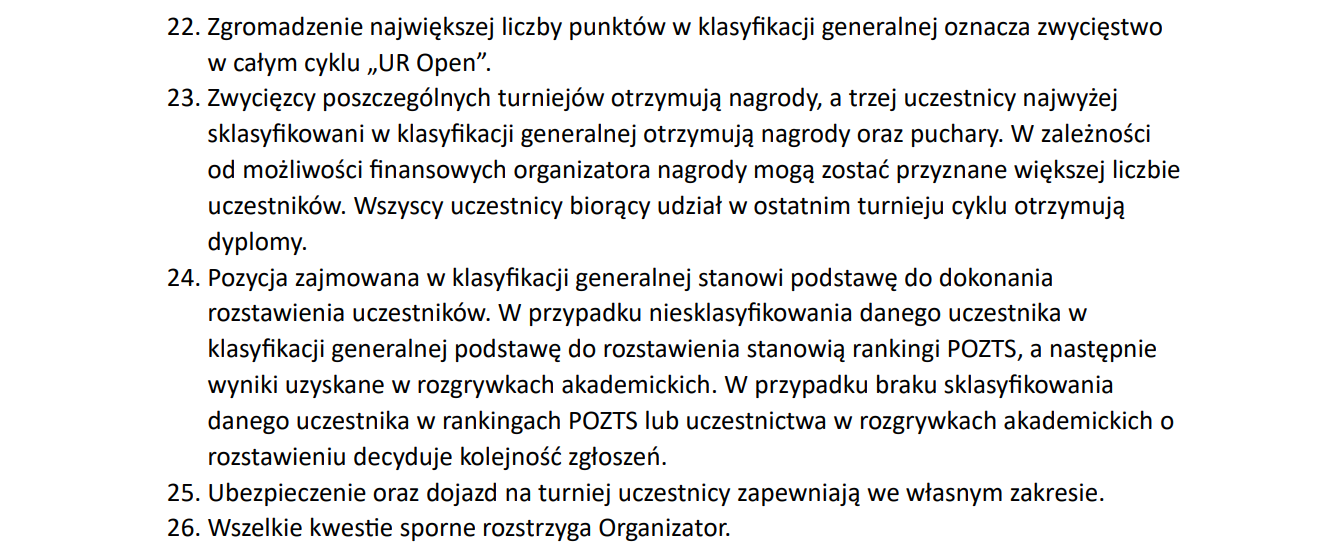 22. Zgromadzenie największej liczby punktów w klasyfikacji generalnej oznacza zwycięstwo
w całym cyklu „UR Open”.
23. Zwycięzcy poszczególnych turniejów otrzymują nagrody, a trzej uczestnicy najwyżej
sklasyfikowani w klasyfikacji generalnej otrzymują nagrody oraz puchary. W zależności
od możliwości finansowych organizatora nagrody mogą zostać przyznane większej liczbie
uczestników. Wszyscy uczestnicy biorący udział w ostatnim turnieju cyklu otrzymują
dyplomy.
24. Pozycja zajmowana w klasyfikacji generalnej stanowi podstawę do dokonania
rozstawienia uczestników. W przypadku niesklasyfikowania danego uczestnika w
klasyfikacji generalnej podstawę do rozstawienia stanowią rankingi POZTS, a następnie
wyniki uzyskane w rozgrywkach akademickich. W przypadku braku sklasyfikowania
danego uczestnika w rankingach POZTS lub uczestnictwa w rozgrywkach akademickich o
rozstawieniu decyduje kolejność zgłoszeń.
25. Ubezpieczenie oraz dojazd na turniej uczestnicy zapewniają we własnym zakresie.
26. Wszelkie kwestie sporne rozstrzyga Organizator.